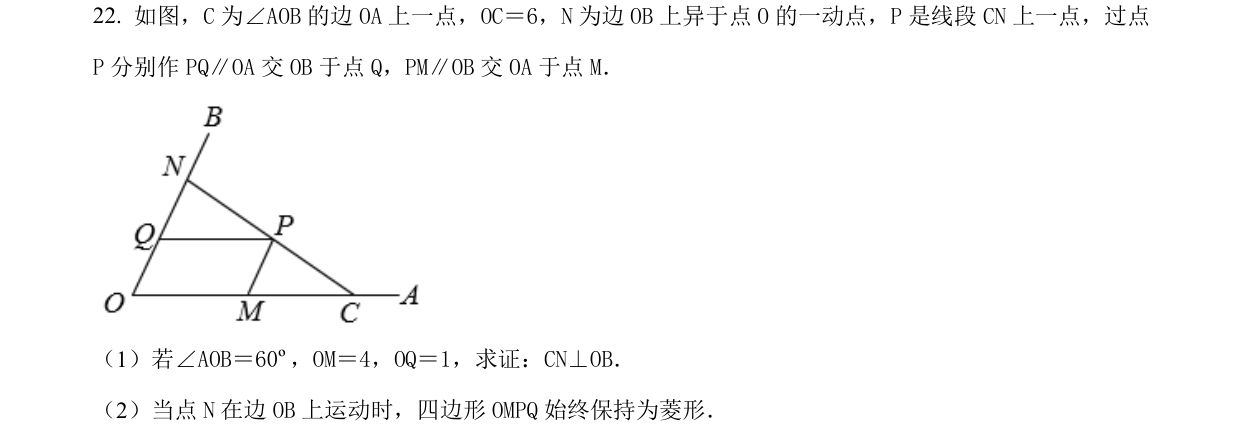 22. 如图，C 为∠AOB 的边 OA 上一点，OC＝6，N 为边 OB 上异于点 O 的一动点，P 是线段 CN 上一点，过点
P 分别作 PQ∥OA 交 OB 于点 Q，PM∥OB 交 OA 于点 M．
B
N
Q
P
O
M
C
A
（1）若∠AOB＝60º，OM＝4，OQ＝1，求证：CN⊥OB．
（2）当点 N 在边 OB 上运动时，四边形 OMPQ 始终保持为菱形．